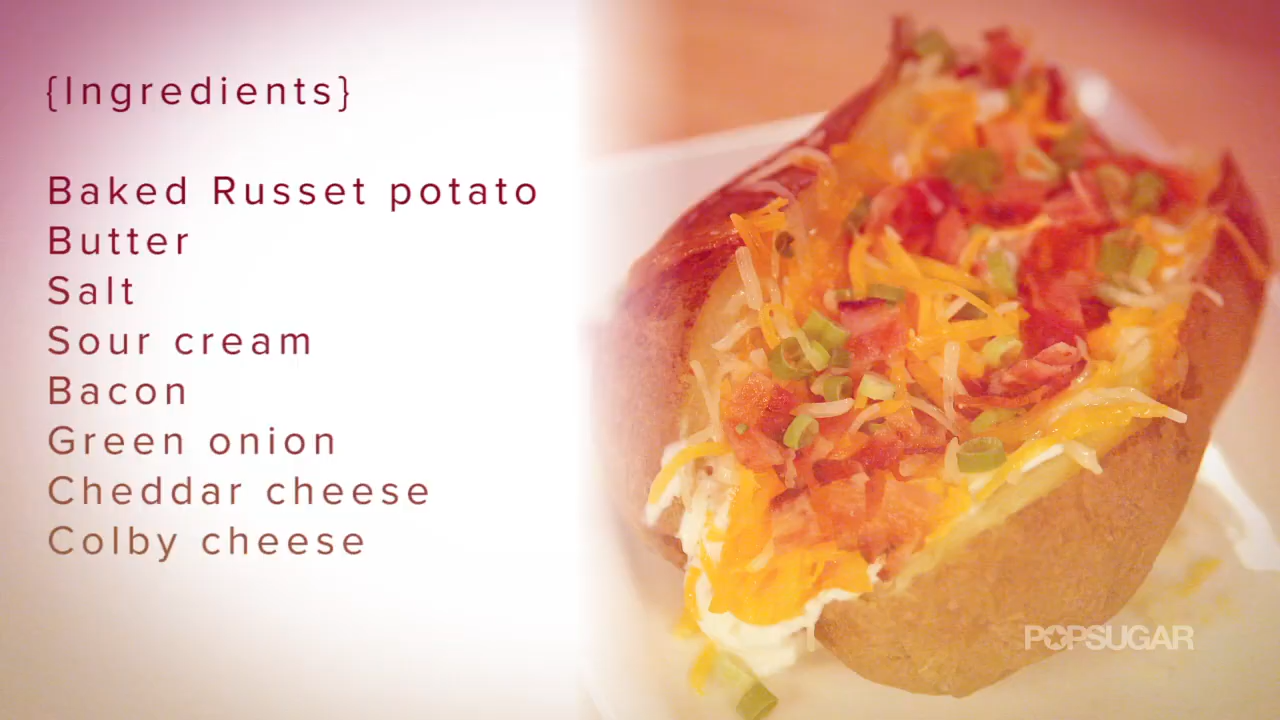 {Ingredients}
Baked Russet potato
Butter
Salt
Sour cream
Bacon
Green onion
Cheddar cheese
Colby cheese
POPSUGAR